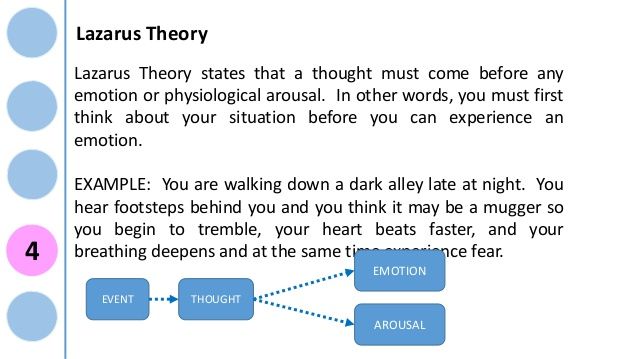 Lazarus Theory
Lazarus Theory states that a thought must come before any
emotion or physiological arousal. In other words, you must first
think about your situation before you can experience an
emotion.
EXAMPLE: You are walking down a dark alley late at night. You
hear footsteps behind you and you think it may be a mugger so
you begin to tremble, your heart beats faster, and your
4
breathing deepens and at the same time experience fear.
EMOTION
EVENT
THOUGHT
AROUSAL